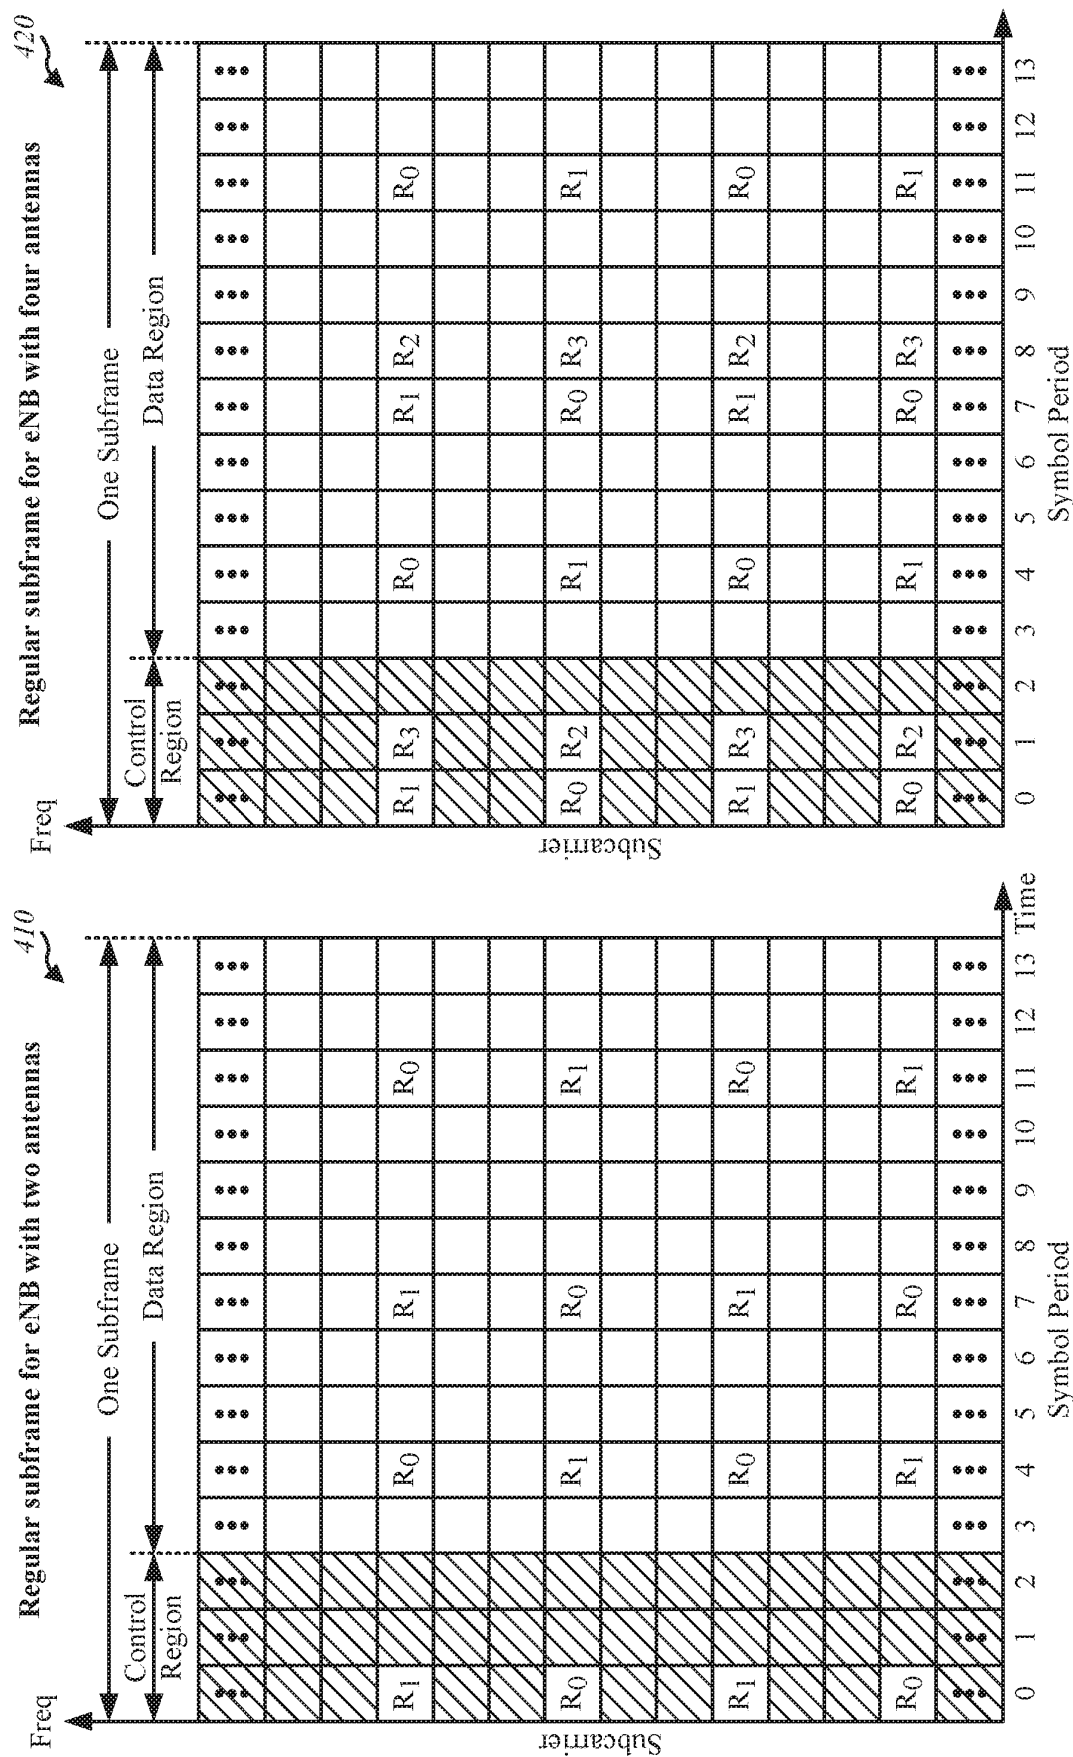 Regular subframe for eNB with two antennas
410
Freq
One Subframe
Control Region
Data Region
Subcarrier
••• ••• ••• ••• ••• ••• ••• ••• ••• ••• ••• ••• ••• •••
R1 R0 R1 R0
R0 R1 R0 R1
R1 R0 R1 R0
R0 R1 R0 R1
••• ••• ••• ••• ••• ••• ••• ••• ••• ••• ••• ••• ••• •••
0 1 2 3 4 5 6 7 8 9 10 11 12 13
Time
Symbol Period
Regular subframe for eNB with four antennas
420
Freq
One Subframe
Control Region
Data Region
Subcarrier
••• ••• ••• ••• ••• ••• ••• ••• ••• ••• ••• ••• ••• •••
R1 R3 R0 R1 R2 R0
R0 R2 R1 R0 R3 R1
R1 R3 R0 R1 R2 R0
R0 R2 R1 R0 R3 R1
••• ••• ••• ••• ••• ••• ••• ••• ••• ••• ••• ••• ••• •••
0 1 2 3 4 5 6 7 8 9 10 11 12 13
Symbol Period